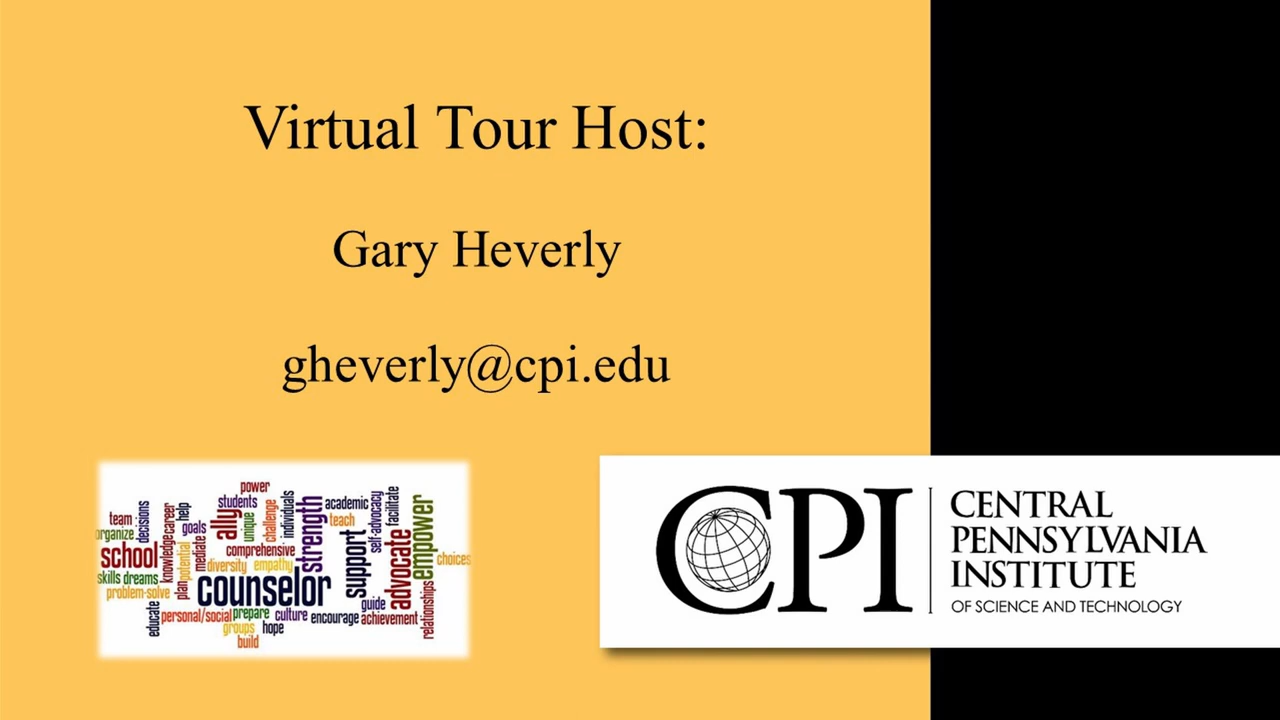 Virtual Tour Host:
Gary Heverly
gheverly@cpi.edu
power
students
academic
team
decisions
help
ally
unique
challenge
individuals
strength
teach
self-advocacy
facilitate
organize
career
goals
school
knowledge
potential
mediate
comprehensive
support
advocate
empower
choices
skills dreams
diversity
empathy
problem-solve
plan
counselor
guide
educate
personal/social
prepare
culture
encourage
achievement
relationships
groups
hope
build
CPI
CENTRAL
PENNSYLVANIA
INSTITUTE
OF SCIENCE AND TECHNOLOGY